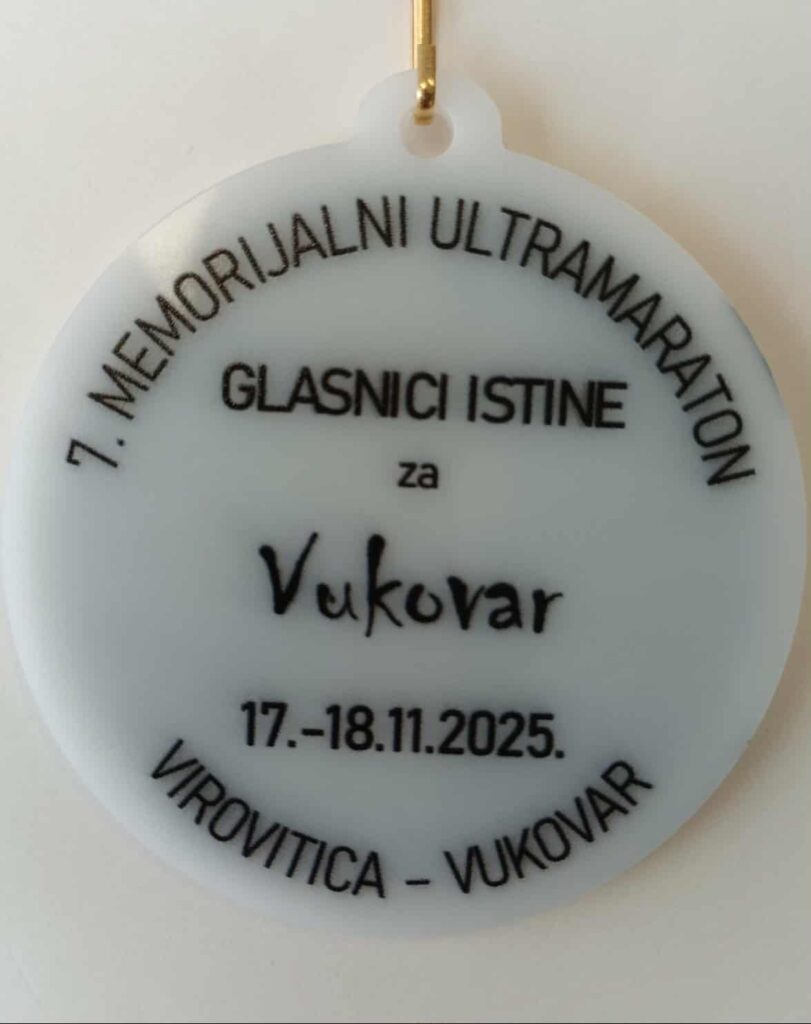 7. MEMORIJALNI ULTRAMARATON
GLASNICI ISTINE
za
Vukovar
17.-18.11.2025.
VIROVITICA - VUKOVAR